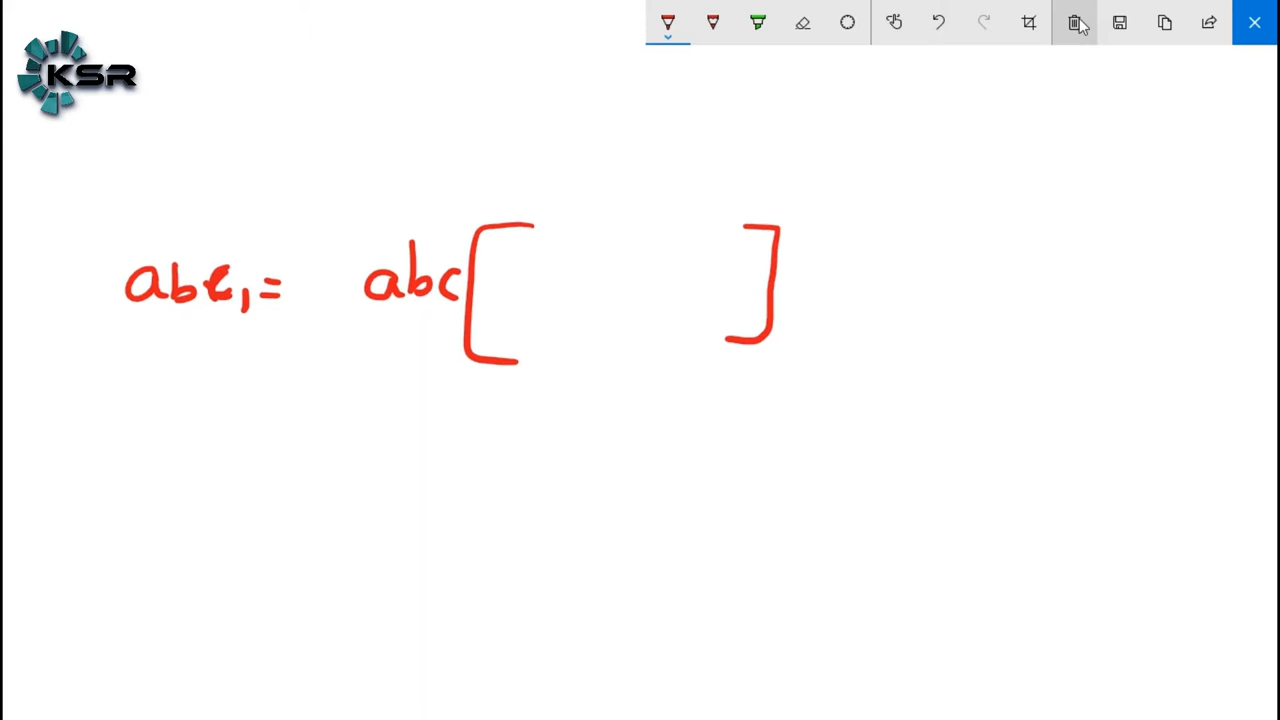 KSR
abc₁ = abc[ ]